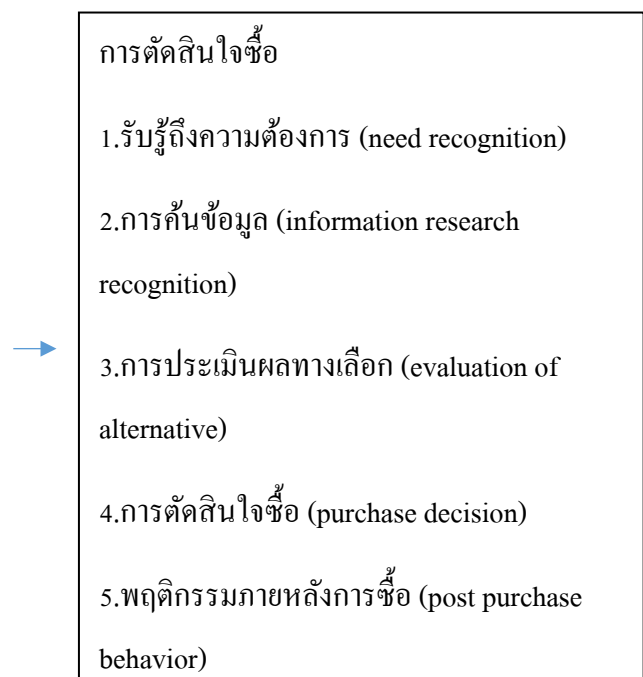 การตัดสินใจซื้อ
1.รับรู้ถึงความต้องการ (need recognition)
2.การค้นข้อมูล (information research
recognition)
3.การประเมินผลทางเลือก (evaluation of
alternative)
4.การตัดสินใจซื้อ (purchase decision)
5.พฤติกรรมภายหลังการซื้อ (post purchase
behavior)